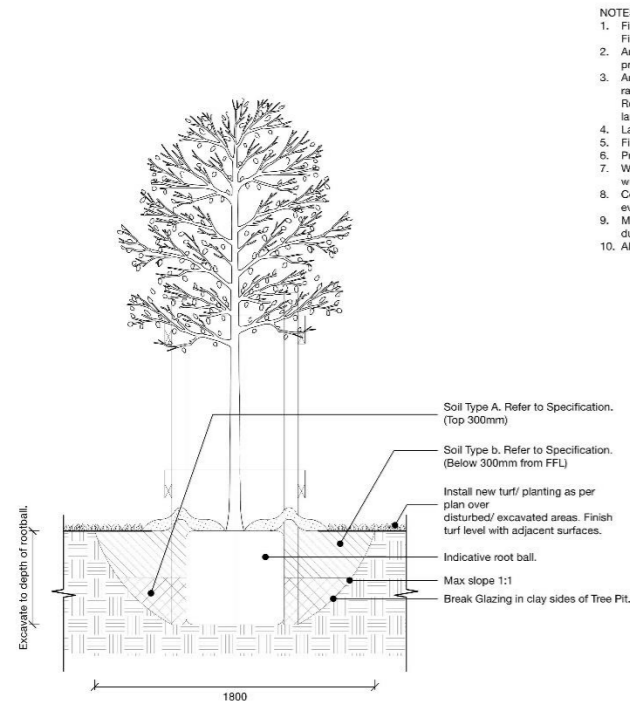 NOTE
1. Fi
Fi
2. A
pr
3. A
ra
R
la
4. La
5. Fi
6. Pr
7. W
w
8. C
ev
9. M
du
10. Al
Soil Type A. Refer to Specification.
(Top 300mm)
Soil Type b. Refer to Specification.
(Below 300mm from FFL)
Install new turf/ planting as per
plan over
disturbed/ excavated areas. Finish
turf level with adjacent surfaces.
Indicative root ball.
Max slope 1:1
Break Glazing in clay sides of Tree Pit.
Excavate to depth of rootball.
1800